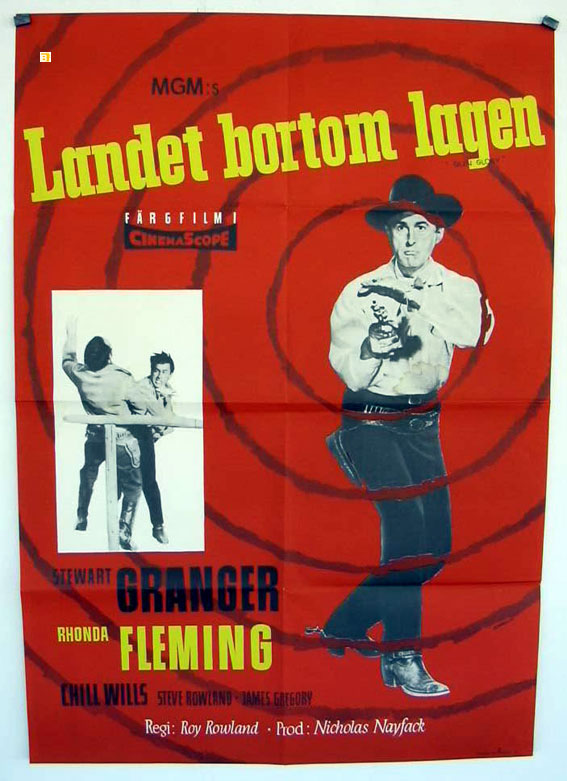 MGM:s
Landet bortom lagen
"GUN GLORY"
FÄRGFILM I
CINEMASCOPE
STEWART GRANGER
RHONDA FLEMING
CHILL WILLS STEVE ROWLAND · JAMES GREGORY
Regi: Roy Rowland · Prod: Nicholas Nayfack